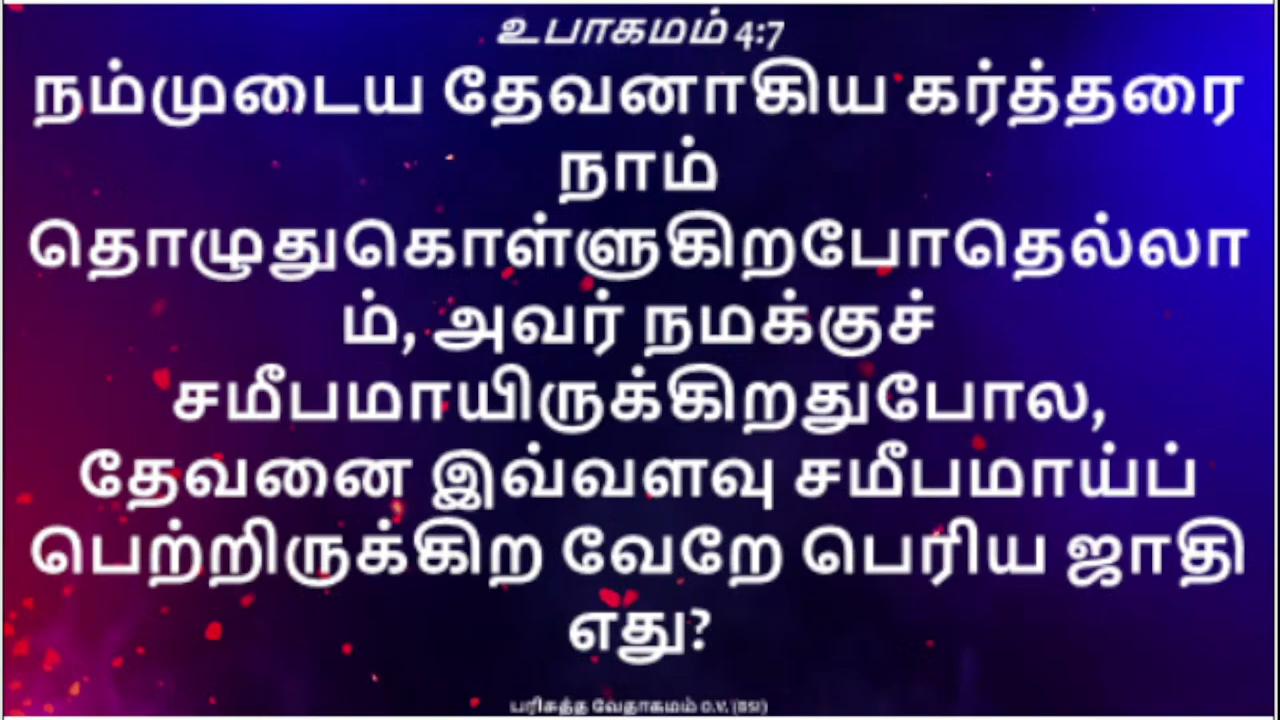 உபாகமம் 4:7
நம்முடைய தேவனாகிய கர்த்தரை
நாம்
தொழுதுகொள்ளுகிறபோதெல்லா
ம், அவர் நமக்குச்
சமீபமாயிருக்கிறதுபோல,
தேவனை இவ்வளவு சமீபமாய்ப்
பெற்றிருக்கிற வேறே பெரிய ஜாதி
எது?
பரிசுத்த வேதாகமம் O.V. (BSI)